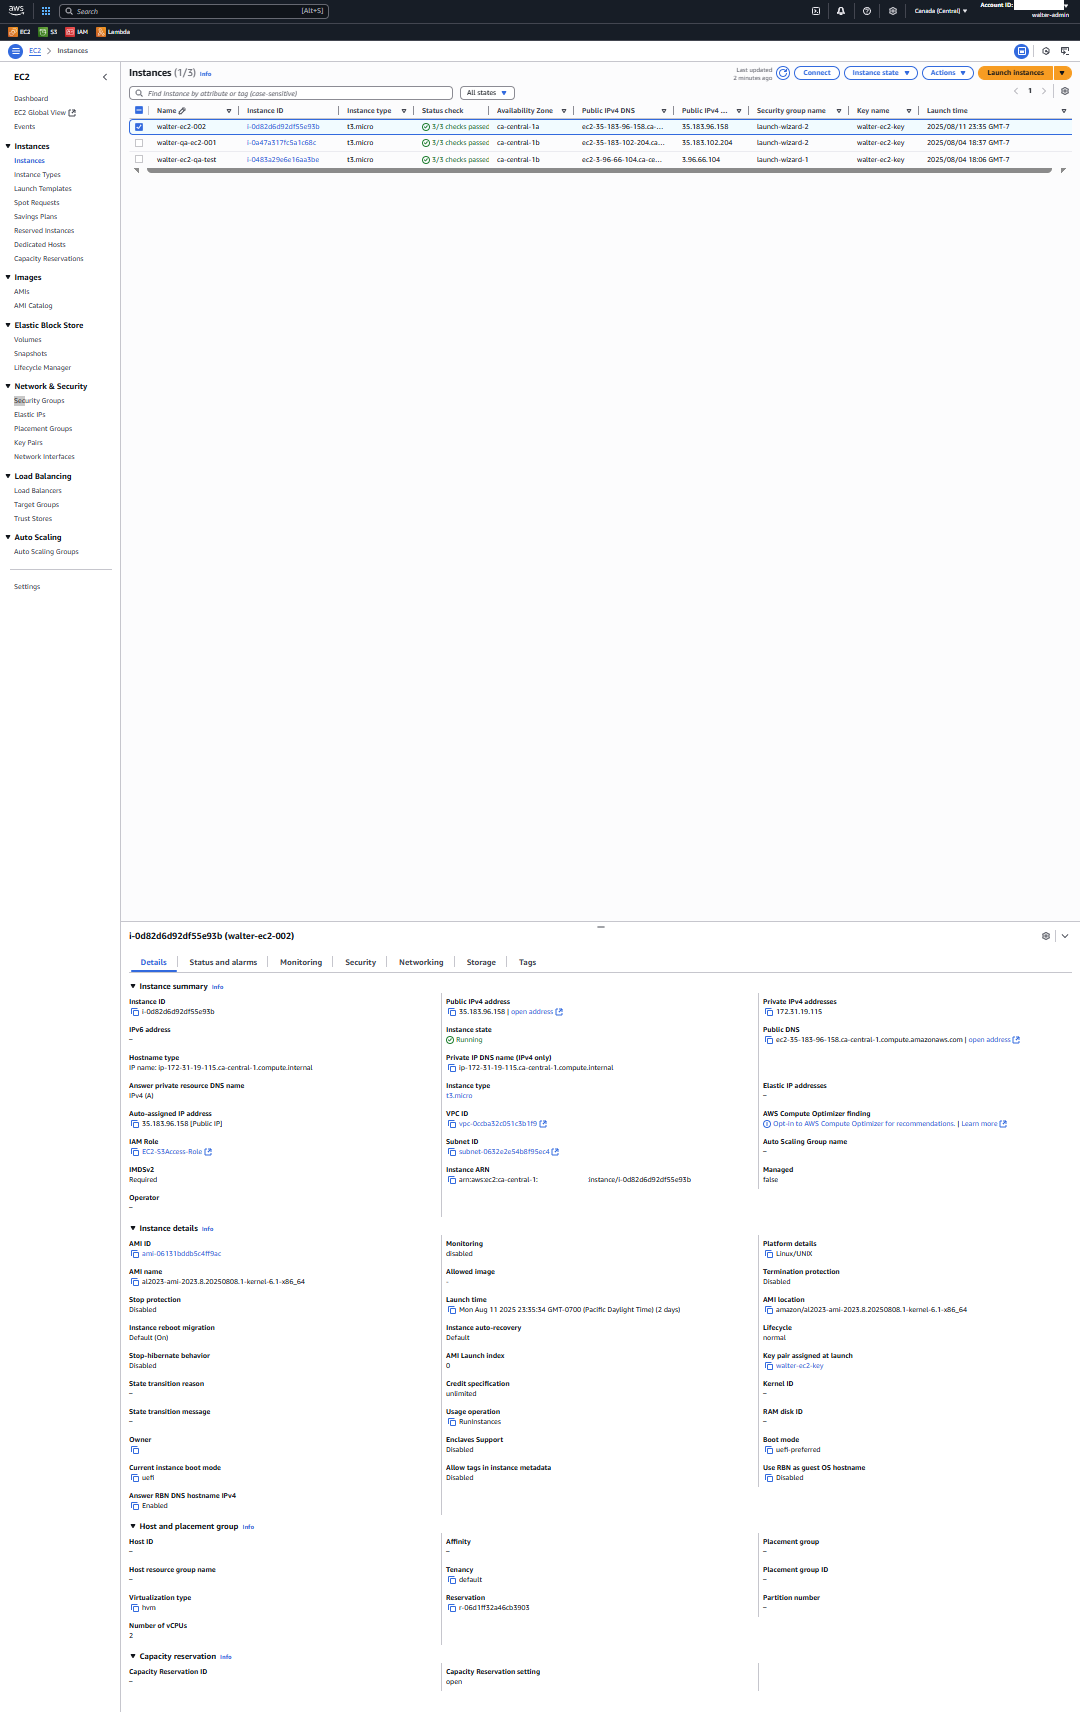 aws
Search [Alt+S]
Canada (Central)
Account ID:
walter-admin
EC2 S3 IAM Lambda
EC2 > Instances
EC2
Dashboard
EC2 Global View
Events
Instances
Instances
Instance Types
Launch Templates
Spot Requests
Savings Plans
Reserved Instances
Dedicated Hosts
Capacity Reservations
Images
AMIs
AMI Catalog
Elastic Block Store
Volumes
Snapshots
Lifecycle Manager
Network & Security
Security Groups
Elastic IPs
Placement Groups
Key Pairs
Network Interfaces
Load Balancing
Load Balancers
Target Groups
Trust Stores
Auto Scaling
Auto Scaling Groups
Settings
Instances (1/3) Info
Last updated
2 minutes ago
Connect Instance state Actions Launch instances
Find Instance by attribute or tag (case-sensitive) All states
1
Name Instance ID Instance type Status check Availability Zone Public IPv4 DNS Public IPv4 ... Security group name Key name Launch time
walter-ec2-002 i-0d82d6d92df55e93b t3.micro 3/3 checks passed ca-central-1a ec2-35-183-96-158.ca-... 35.183.96.158 launch-wizard-2 walter-ec2-key 2025/08/11 23:35 GMT-7
walter-qa-ec2-001 i-0a47a317fc5a1c68c t3.micro 3/3 checks passed ca-central-1b ec2-35-183-102-204.ca... 35.183.102.204 launch-wizard-2 walter-ec2-key 2025/08/04 18:37 GMT-7
walter-ec2-qa-test i-0483a29e6e16aa3be t3.micro 3/3 checks passed ca-central-1b ec2-3-96-66-104.ca-ce... 3.96.66.104 launch-wizard-1 walter-ec2-key 2025/08/04 18:06 GMT-7
i-0d82d6d92df55e93b (walter-ec2-002)
Details Status and alarms Monitoring Security Networking Storage Tags
Instance summary Info
Instance ID Public IPv4 address Private IPv4 addresses
i-0d82d6d92df55e93b 35.183.96.158 | open address 172.31.19.115
IPv6 address Instance state Public DNS
– Running ec2-35-183-96-158.ca-central-1.compute.amazonaws.com | open address
Hostname type Private IP DNS name (IPv4 only)
IP name: ip-172-31-19-115.ca-central-1.compute.internal ip-172-31-19-115.ca-central-1.compute.internal
Answer private resource DNS name Instance type Elastic IP addresses
IPv4 (A) t3.micro –
Auto-assigned IP address VPC ID AWS Compute Optimizer finding
35.183.96.158 [Public IP] vpc-0ccba32c051c3b1f9 Opt-in to AWS Compute Optimizer for recommendations. | Learn more
IAM Role Subnet ID Auto Scaling Group name
EC2-S3Access-Role subnet-0632e2e54b8f95ec4 –
IMDSv2 Instance ARN Managed
Required arn:aws:ec2:ca-central-1: :instance/i-0d82d6d92df55e93b false
Operator
–
Instance details Info
AMI ID Monitoring Platform details
ami-06131bddb5c4ff9ac disabled Linux/UNIX
AMI name Allowed image Termination protection
al2023-ami-2023.8.20250808.1-kernel-6.1-x86_64 - Disabled
Stop protection Launch time AMI location
Disabled Mon Aug 11 2025 23:35:34 GMT-0700 (Pacific Daylight Time) (2 days) amazon/al2023-ami-2023.8.20250808.1-kernel-6.1-x86_64
Instance reboot migration Instance auto-recovery Lifecycle
Default (On) Default normal
Stop-hibernate behavior AMI Launch index Key pair assigned at launch
Disabled 0 walter-ec2-key
State transition reason Credit specification Kernel ID
– unlimited –
State transition message Usage operation RAM disk ID
– RunInstances –
Owner Enclaves Support Boot mode
Disabled uefi-preferred
Current instance boot mode Allow tags in instance metadata Use RBN as guest OS hostname
uefi Disabled Disabled
Answer RBN DNS hostname IPv4
Enabled
Host and placement group Info
Host ID Affinity Placement group
– – –
Host resource group name Tenancy Placement group ID
– default –
Virtualization type Reservation Partition number
hvm r-06d1ff32a46cb3903 –
Number of vCPUs
2
Capacity reservation Info
Capacity Reservation ID Capacity Reservation setting
– open